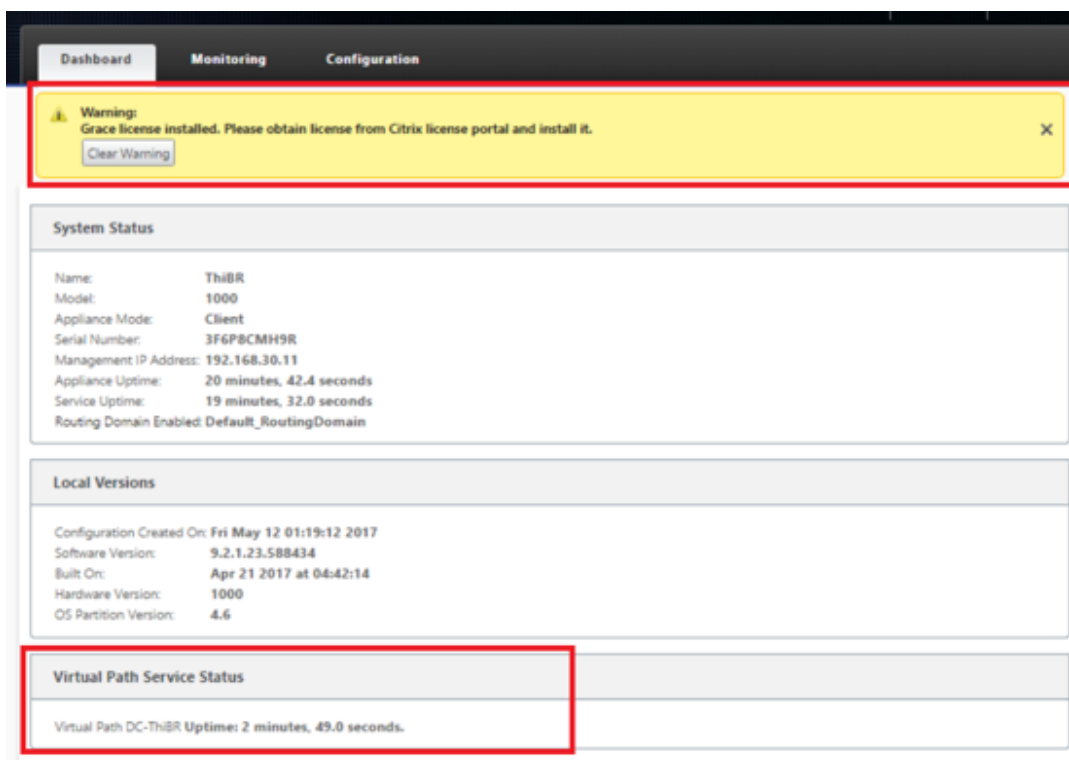 Dashboard Monitoring Configuration
Warning:
Grace license installed. Please obtain license from Citrix license portal and install it.
Clear Warning
System Status
Name: ThiBR
Model: 1000
Appliance Mode: Client
Serial Number: 3F6P8CMH9R
Management IP Address: 192.168.30.11
Appliance Uptime: 20 minutes, 42.4 seconds
Service Uptime: 19 minutes, 32.0 seconds
Routing Domain Enabled: Default_RoutingDomain
Local Versions
Configuration Created On: Fri May 12 01:19:12 2017
Software Version: 9.2.1.23.588434
Built On: Apr 21 2017 at 04:42:14
Hardware Version: 1000
OS Partition Version: 4.6
Virtual Path Service Status
Virtual Path DC-ThiBR Uptime: 2 minutes, 49.0 seconds.